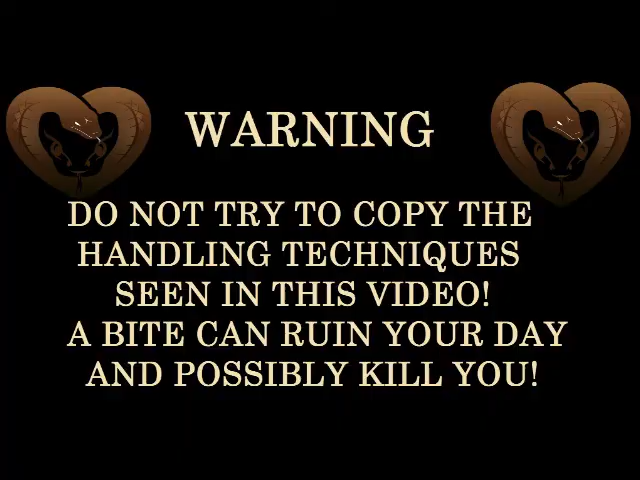 WARNING
DO NOT TRY TO COPY THE
HANDLING TECHNIQUES
SEEN IN THIS VIDEO!
A BITE CAN RUIN YOUR DAY
AND POSSIBLY KILL YOU!